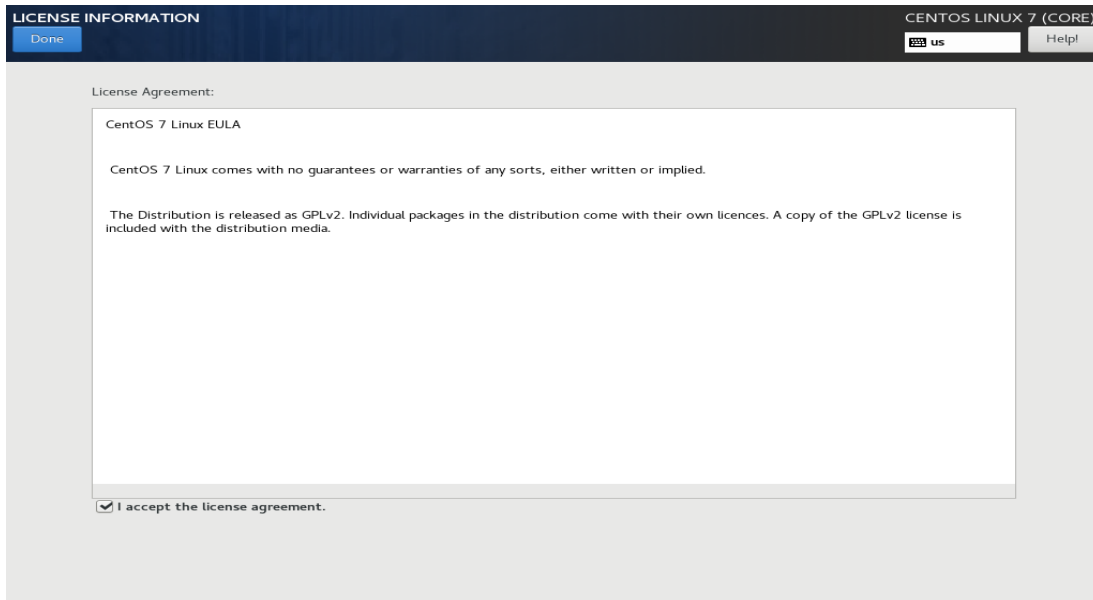 LICENSE INFORMATION
CENTOS LINUX 7 (CORE)
Done
us
Help!
License Agreement:
CentOS 7 Linux EULA
CentOS 7 Linux comes with no guarantees or warranties of any sorts, either written or implied.
The Distribution is released as GPLv2. Individual packages in the distribution come with their own licences. A copy of the GPLv2 license is
included with the distribution media.
I accept the license agreement.